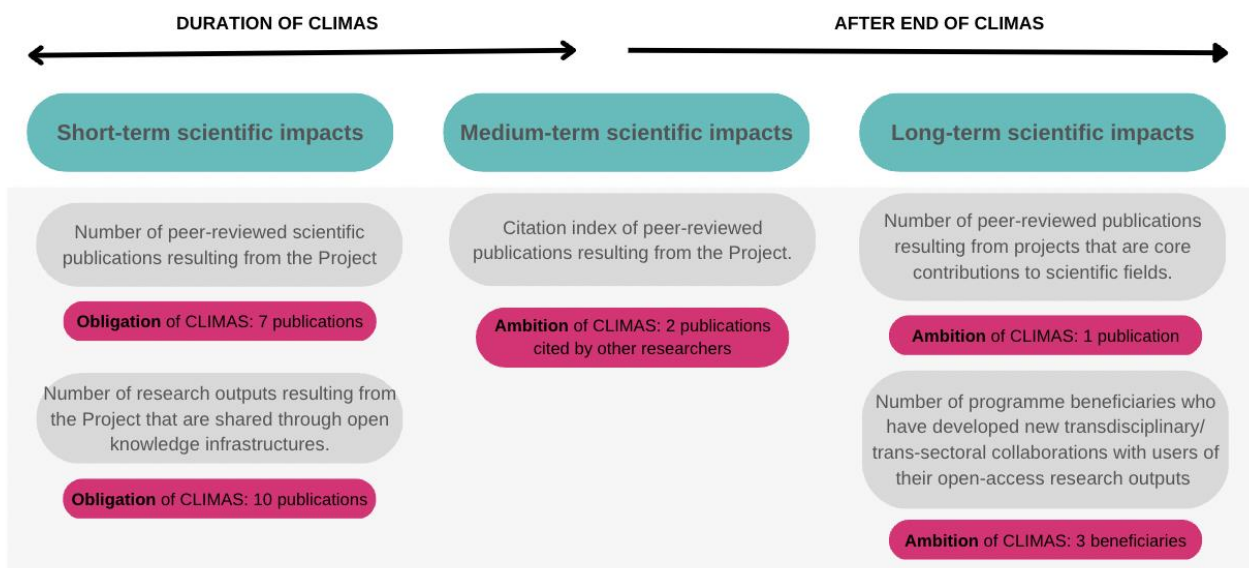 DURATION OF CLIMAS
AFTER END OF CLIMAS
Short-term scientific impacts
Medium-term scientific impacts
Long-term scientific impacts
Number of peer-reviewed scientific
publications resulting from the Project
Obligation of CLIMAS: 7 publications
Number of research outputs resulting from
the Project that are shared through open
knowledge infrastructures.
Obligation of CLIMAS: 10 publications
Citation index of peer-reviewed
publications resulting from the Project.
Ambition of CLIMAS: 2 publications
cited by other researchers
Number of peer-reviewed publications
resulting from projects that are core
contributions to scientific fields.
Ambition of CLIMAS: 1 publication
Number of programme beneficiaries who
have developed new transdisciplinary/
trans-sectoral collaborations with users of
their open-access research outputs
Ambition of CLIMAS: 3 beneficiaries